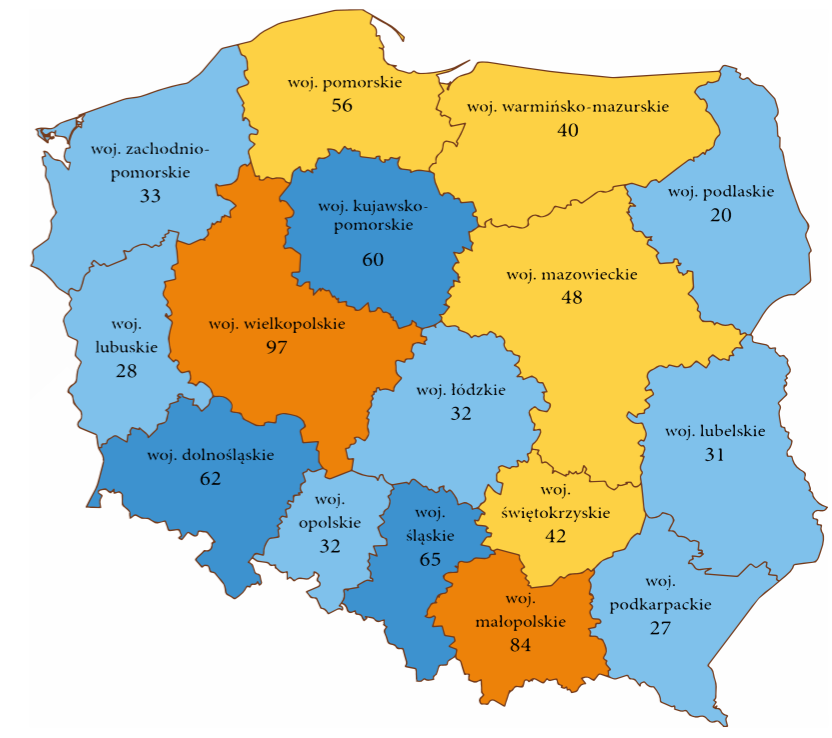 woj. pomorskie
56
woj. warmińsko-mazurskie
40
woj. zachodnio-
pomorskie
33
woj. podlaskie
20
woj. kujawsko-
pomorskie
60
woj. mazowieckie
48
woj.
lubuskie
28
woj. wielkopolskie
97
woj. łódzkie
32
woj. lubelskie
31
woj. dolnośląskie
62
woj.
opolskie
32
woj.
śląskie
65
woj.
świętokrzyskie
42
woj.
małopolskie
84
woj.
podkarpackie
27